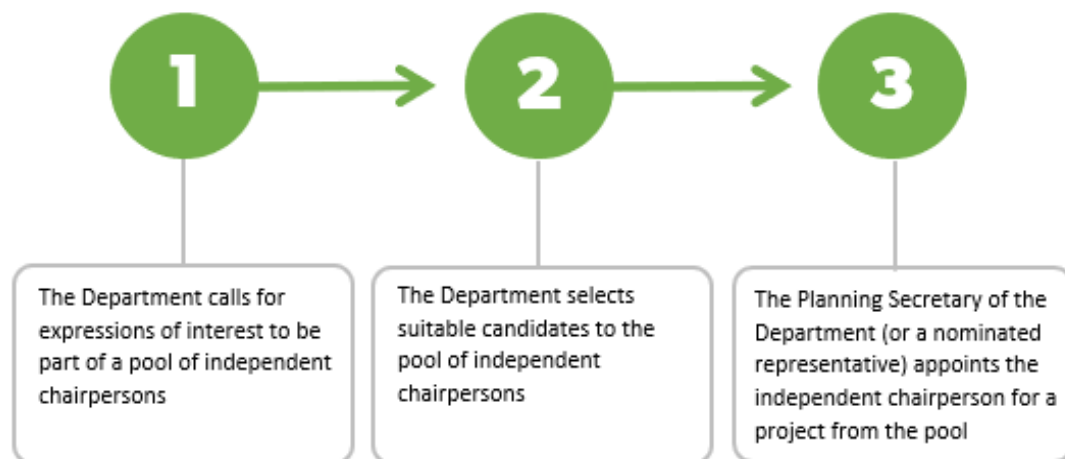 1
2
3
The Department calls for
expressions of interest to be
part of a pool of independent
chairpersons
The Department selects
suitable candidates to the
pool of independent
chairpersons
The Planning Secretary of the
Department (or a nominated
representative) appoints the
independent chairperson for a
project from the pool